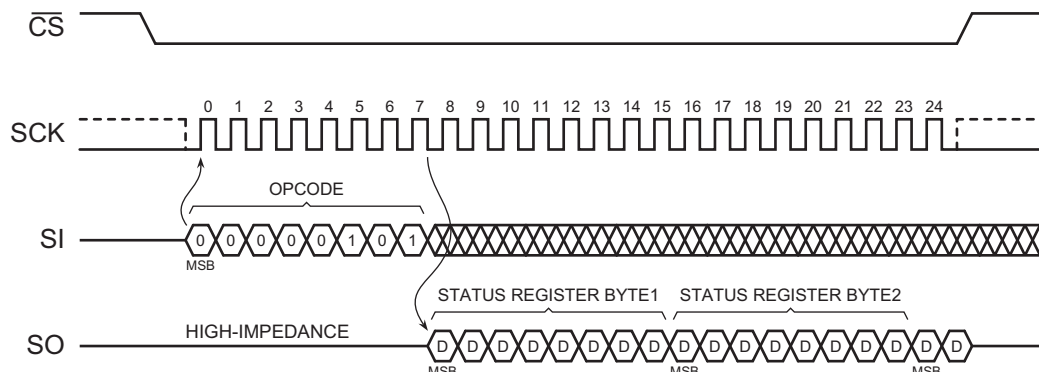 CS
0 1 2 3 4 5 6 7 8 9 10 11 12 13 14 15 16 17 18 19 20 21 22 23 24
SCK
OPCODE
SI 0 0 0 0 0 1 0 1
MSB
STATUS REGISTER BYTE1 STATUS REGISTER BYTE2
HIGH-IMPEDANCE
SO D D D D D D D D D D D D D D D D D D
MSB MSB MSB